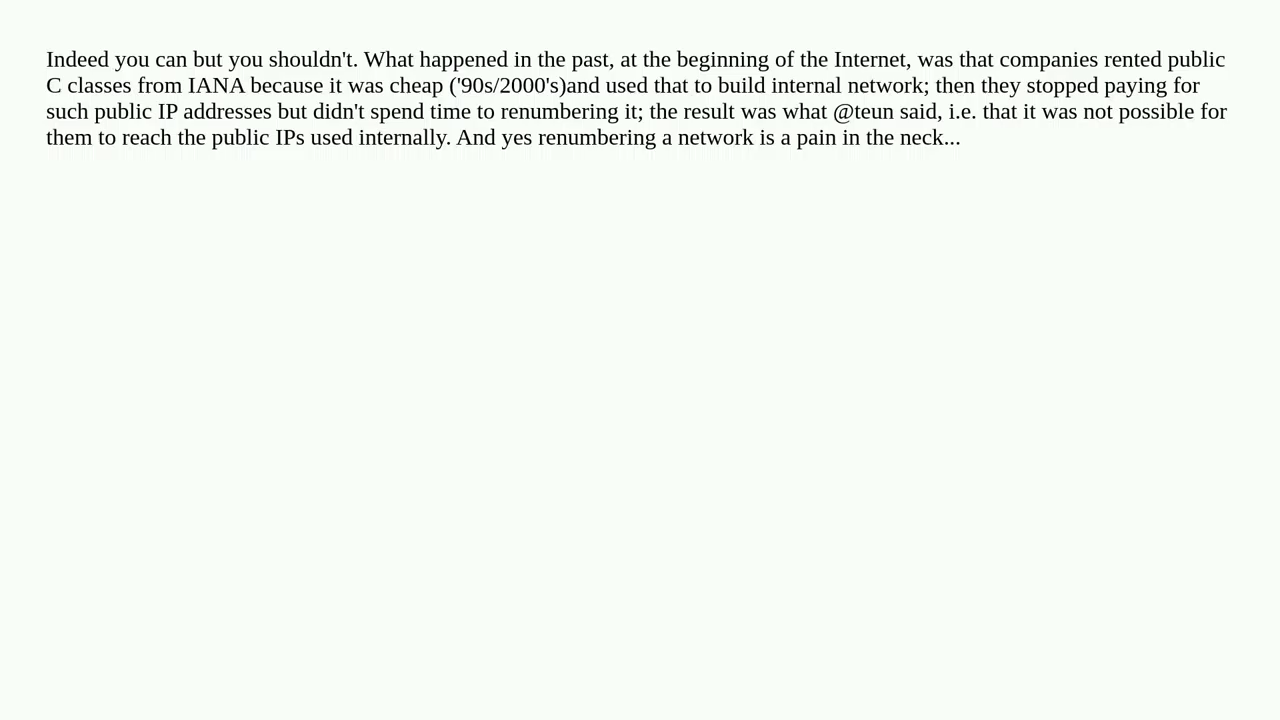 Indeed you can but you shouldn't. What happened in the past, at the beginning of the Internet, was that companies rented public
C classes from IANA because it was cheap ('90s/2000's)and used that to build internal network; then they stopped paying for
such public IP addresses but didn't spend time to renumbering it; the result was what @teun said, i.e. that it was not possible for
them to reach the public IPs used internally. And yes renumbering a network is a pain in the neck...